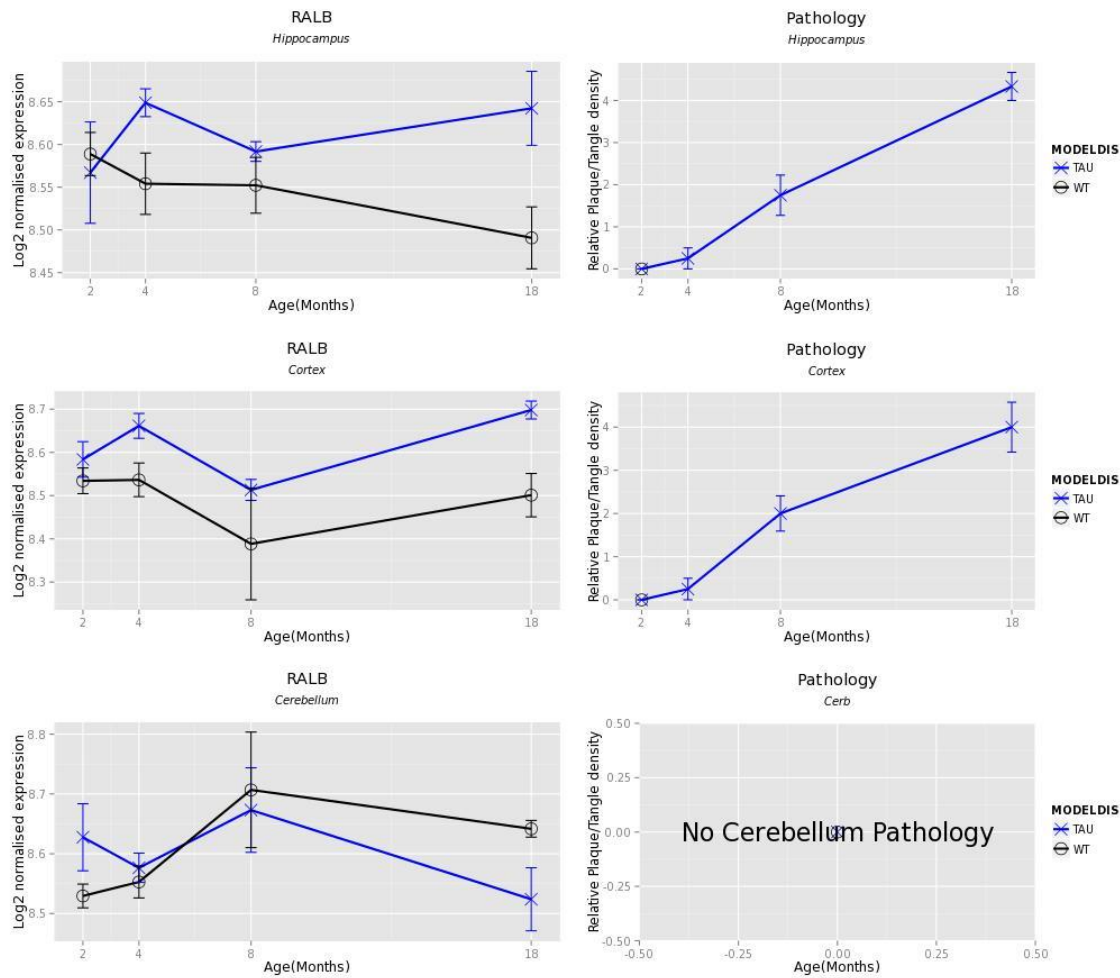 RALB
Hippocampus
Log2 normalised expression
8.65
8.60
8.55
8.50
8.45
2 4 8 18
Age(Months)
Pathology
Hippocampus
Relative Plaque/Tangle density
4
3
2
1
0
2 4 8 18
Age(Months)
MODELDIS
TAU
WT
RALB
Cortex
Log2 normalised expression
8.7
8.6
8.5
8.4
8.3
2 4 8 18
Age(Months)
Pathology
Cortex
Relative Plaque/Tangle density
4
3
2
1
0
2 4 8 18
Age(Months)
MODELDIS
TAU
WT
RALB
Cerebellum
Log2 normalised expression
8.8
8.7
8.6
8.5
2 4 8 18
Age(Months)
Pathology
Cerb
Relative Plaque/Tangle density
0.50
0.25
0.00
-0.25
-0.50
No Cerebellum Pathology
-0.50 -0.25 0.00 0.25 0.50
Age(Months)
MODELDIS
TAU
WT